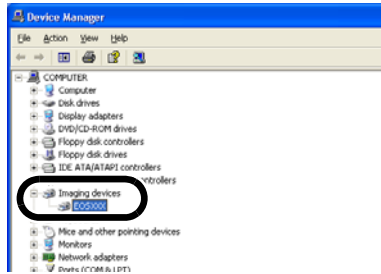 Device Manager
File Action View Help
COMPUTER
Computer
Disk drives
Display adapters
DVD/CD-ROM drives
Floppy disk controllers
Floppy disk drives
IDE ATA/ATAPI controllers
controllers
Imaging devices
EOSXXX
Mice and other pointing devices
Monitors
Network adapters
Ports (COM & LPT)